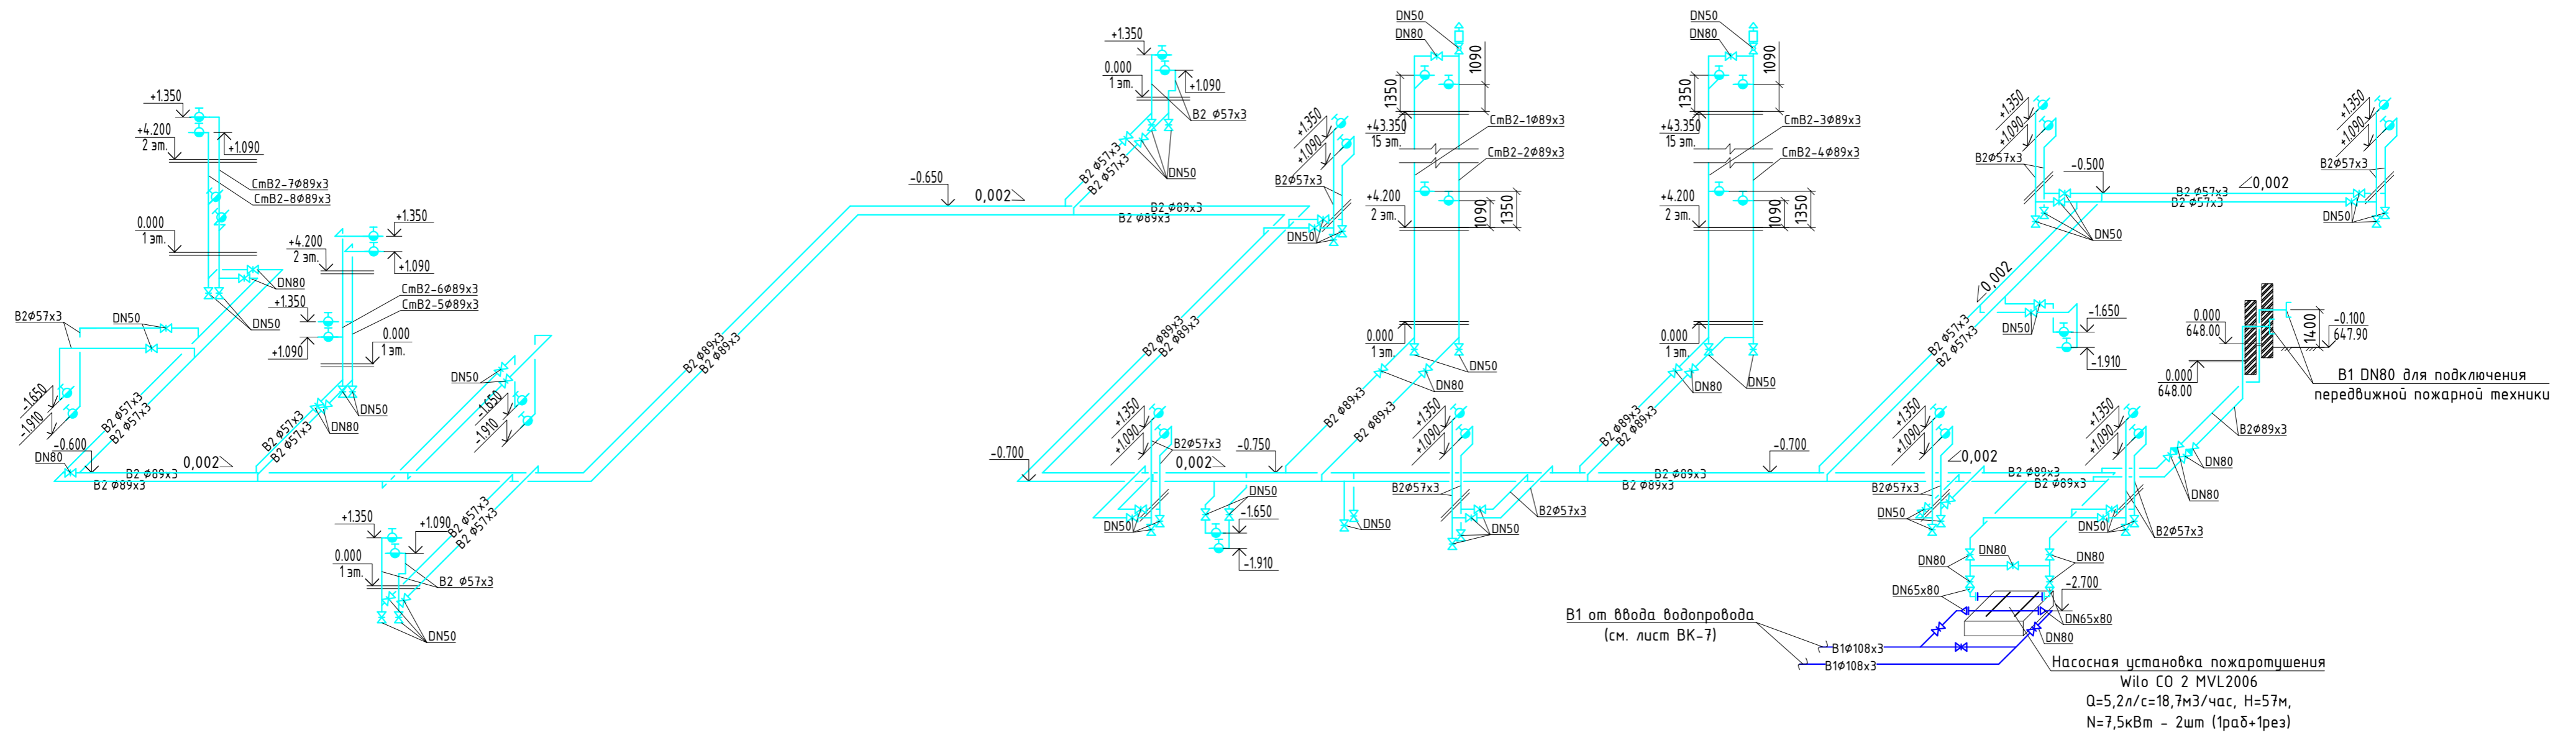 +1.350
+4.200
2 эт.
+1.090
СтВ2-7Ø89х3
СтВ2-8Ø89х3
0.000
1 эт.
DN80
DN50
В2Ø57х3
DN50
-1.650
-1.910
В2 Ø57х3
В2 Ø57х3
-0.600
DN80
0,002
В2 Ø89х3
В2 Ø89х3
+1.350
+4.200
2 эт.
+1.090
СтВ2-6Ø89х3
СтВ2-5Ø89х3
+1.350
+1.090
0.000
1 эт.
DN50
DN80
В2 Ø57х3
В2 Ø57х3
DN50
-1.650
-1.910
В2 Ø57х3
В2 Ø57х3
+1.350
+1.090
0.000
1 эт.
В2 Ø57х3
DN50
В2 Ø89х3
В2 Ø89х3
-0.650
0,002
В2 Ø89х3
В2 Ø89х3
+1.350
0.000
1 эт.
+1.090
В2 Ø57х3
В2 Ø57х3
В2 Ø57х3
DN50
+1.350
+1.090
В2Ø57х3
DN50
В2 Ø89х3
В2 Ø89х3
DN50
DN80
1090
1350
+43.350
15 эт.
СтВ2-1Ø89х3
СтВ2-2Ø89х3
+4.200
2 эт.
1090
1350
0.000
1 эт.
DN50
DN80
В2 Ø89х3
В2 Ø89х3
DN50
DN80
1090
1350
+43.350
15 эт.
СтВ2-3Ø89х3
СтВ2-4Ø89х3
+4.200
2 эт.
1090
1350
0.000
1 эт.
DN80
DN50
В2 Ø89х3
В2 Ø89х3
-0.700
+1.350
+1.090
В2Ø57х3
0,002
-0.750
DN50
DN50
-1.650
-1.910
DN50
+1.350
+1.090
В2Ø57х3
DN50
В2Ø57х3
В2 Ø89х3
В2 Ø89х3
-0.700
+1.350
+1.090
В2Ø57х3
-0.500
В2 Ø57х3
В2 Ø57х3
0,002
DN50
+1.350
+1.090
В2Ø57х3
DN50
0,002
В2 Ø57х3
В2 Ø57х3
DN50
-1.650
-1.910
0.000
648.00
0.000
648.00
1400
-0.100
647.90
В1 DN80 для подключения
передвижной пожарной техники
В2Ø89х3
DN80
DN80
+1.350
+1.090
В2Ø57х3
DN50
0,002
В2 Ø89х3
В2 Ø89х3
+1.350
+1.090
DN50
В2Ø57х3
DN80
DN80
DN80
DN65х80
-2.700
DN65х80
DN80
В1 от ввода водопровода
(см. лист ВК-7)
В1Ø108х3
В1Ø108х3
Насосная установка пожаротушения
Wilo CO 2 MVL2006
Q=5,2л/с=18,7м3/час, Н=57м,
N=7,5кВт - 2шт (1раб+1рез)